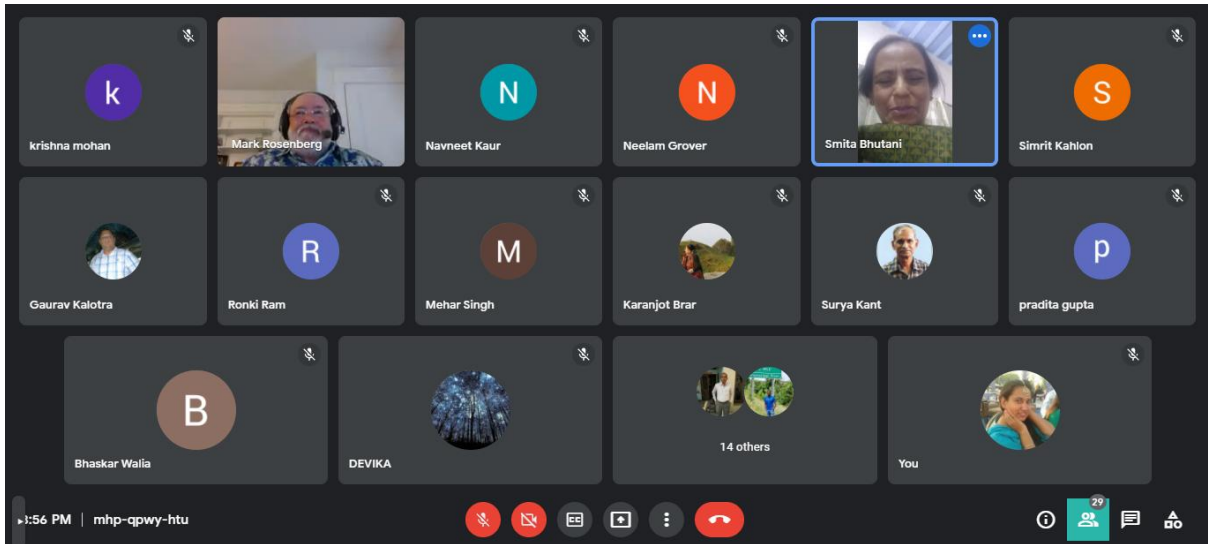 k
krishna mohan
Mark Rosenberg
N
Navneet Kaur
N
Neelam Grover
Smita Bhutani
S
Simrit Kahlon
Gaurav Kalotra
R
Ronki Ram
M
Mehar Singh
Karanjot Brar
Surya Kant
p
pradita gupta
B
Bhaskar Walia
DEVIKA
14 others
You
:56 PM | mhp-qpwy-htu
CC
29